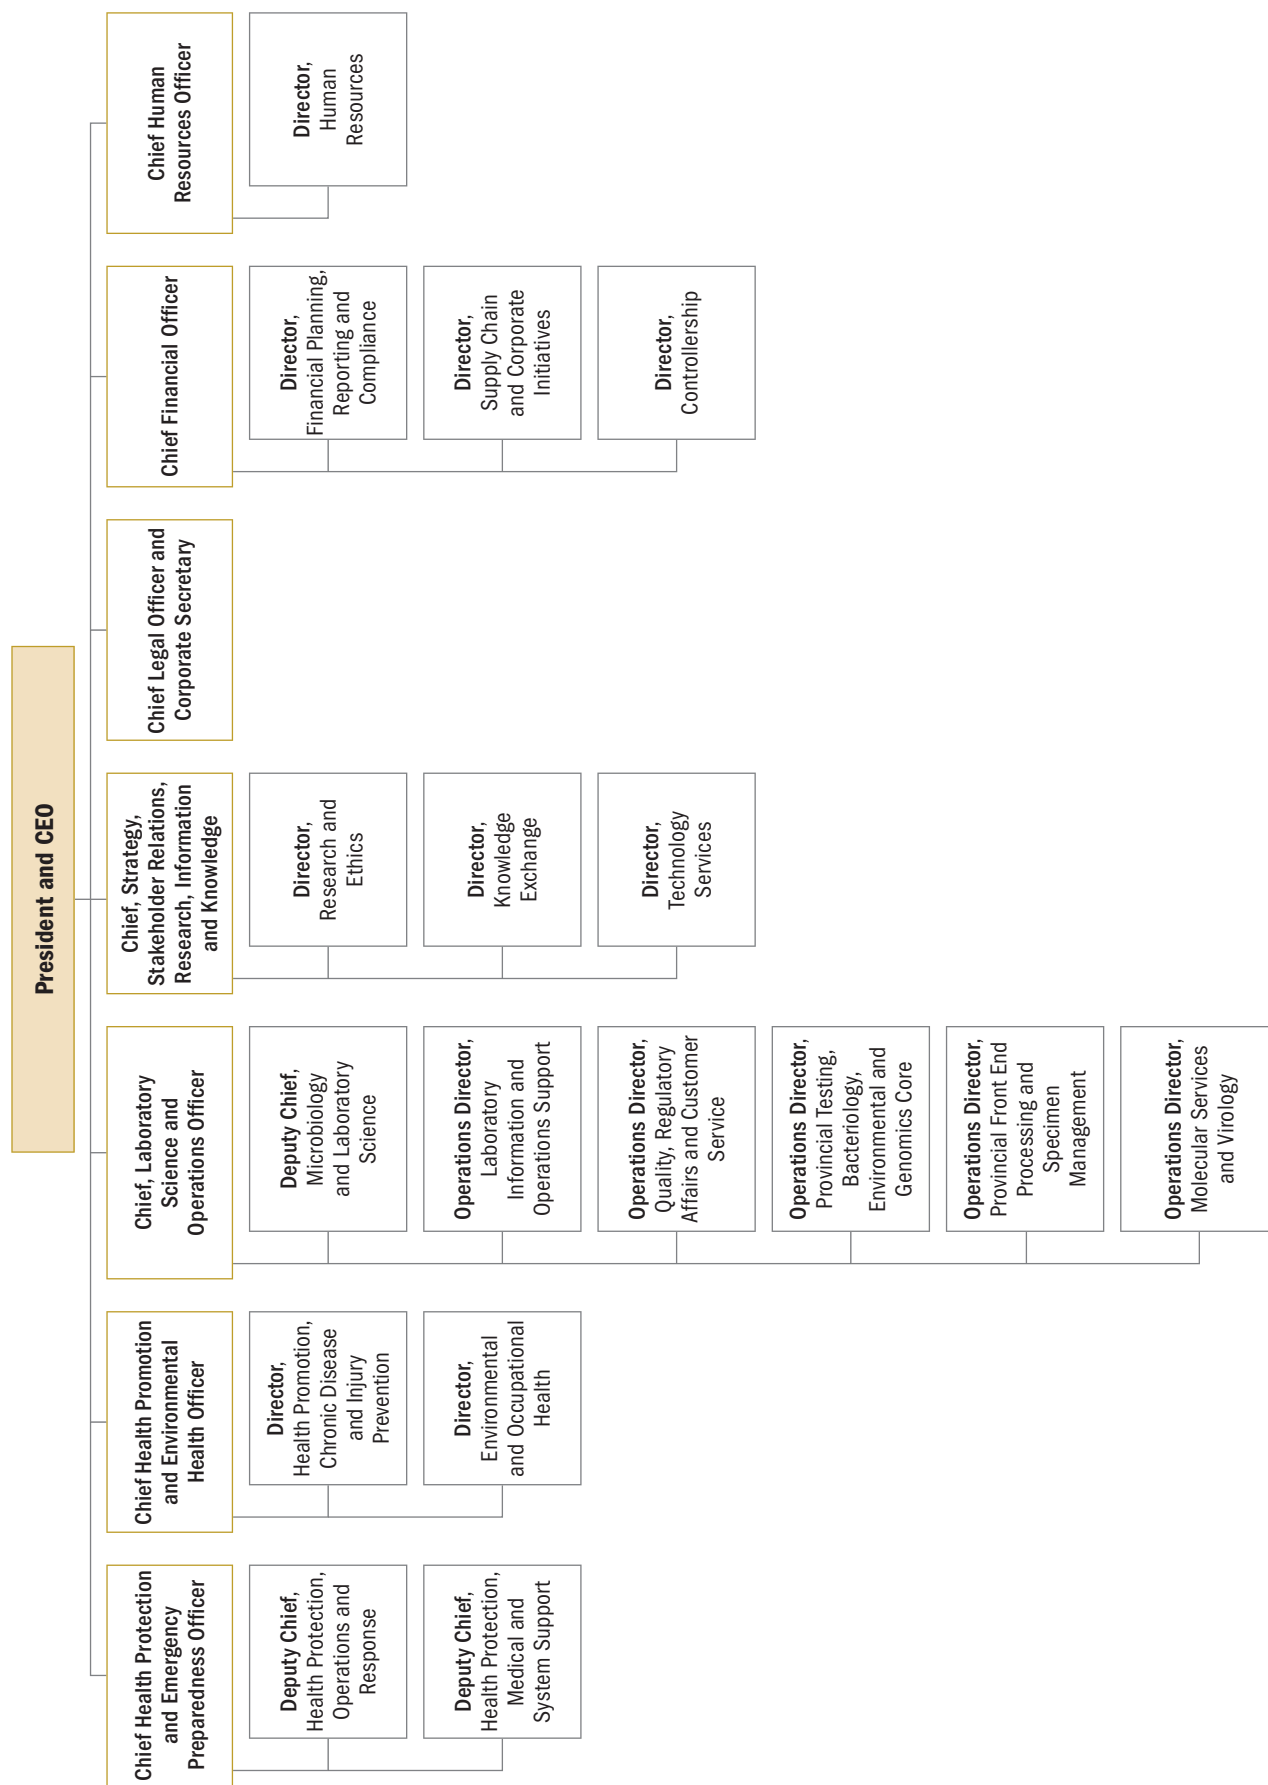 President and CEO
Chief Health Protection
and Emergency
Preparedness Officer
Deputy Chief,
Health Protection,
Operations and
Response
Deputy Chief,
Health Protection,
Medical and
System Support
Chief Health Promotion
and Environmental
Health Officer
Director,
Health Promotion,
Chronic Disease
and Injury
Prevention
Director,
Environmental
and Occupational
Health
Chief, Laboratory
Science and
Operations Officer
Deputy Chief,
Microbiology
and Laboratory
Science
Operations Director,
Laboratory
Information and
Operations Support
Operations Director,
Quality, Regulatory
Affairs and Customer
Service
Operations Director,
Provincial Testing,
Bacteriology,
Environmental and
Genomics Core
Operations Director,
Provincial Front End
Processing and
Specimen
Management
Operations Director,
Molecular Services
and Virology
Chief, Strategy,
Stakeholder Relations,
Research, Information
and Knowledge
Director,
Research and
Ethics
Director,
Knowledge
Exchange
Director,
Technology
Services
Chief Legal Officer and
Corporate Secretary
Chief Financial Officer
Director,
Financial Planning,
Reporting and
Compliance
Director,
Supply Chain
and Corporate
Initiatives
Director,
Controllership
Chief Human
Resources Officer
Director,
Human
Resources